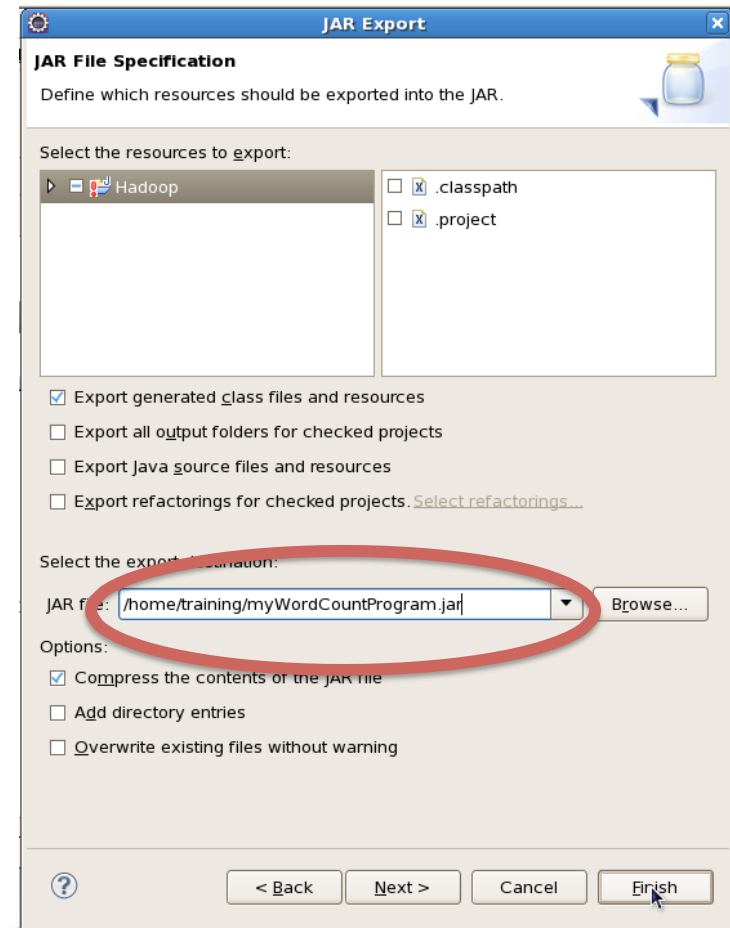 JAR Export
JAR File Specification
Define which resources should be exported into the JAR.
Select the resources to export:
Hadoop
.classpath
.project
Export generated class files and resources
Export all output folders for checked projects
Export Java source files and resources
Export refactorings for checked projects. Select refactorings...
Select the export destination:
JAR file: /home/training/myWordCountProgram.jar Browse...
Options:
Compress the contents of the JAR file
Add directory entries
Overwrite existing files without warning
? < Back Next > Cancel Finish